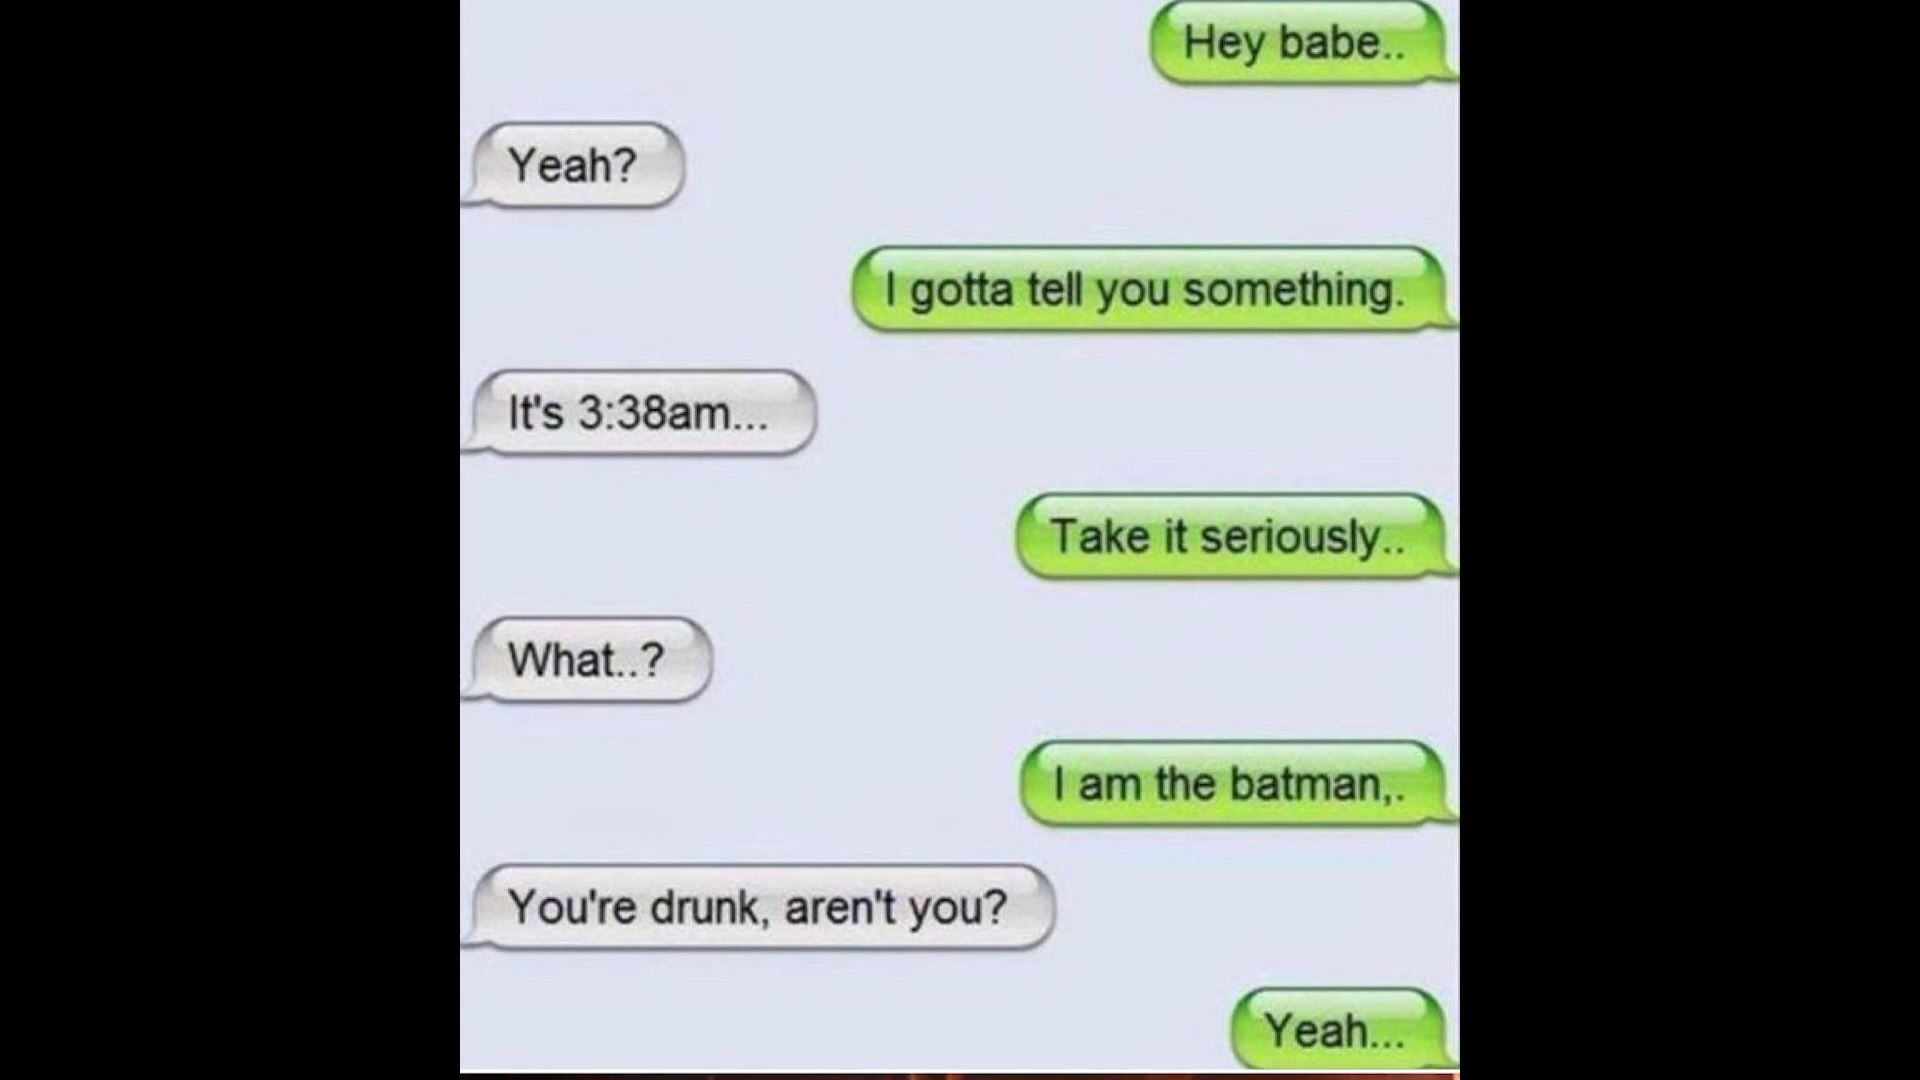 Hey babe..
Yeah?
I gotta tell you something.
It's 3:38am...
Take it seriously..
What..?
I am the batman,.
You're drunk, aren't you?
Yeah...